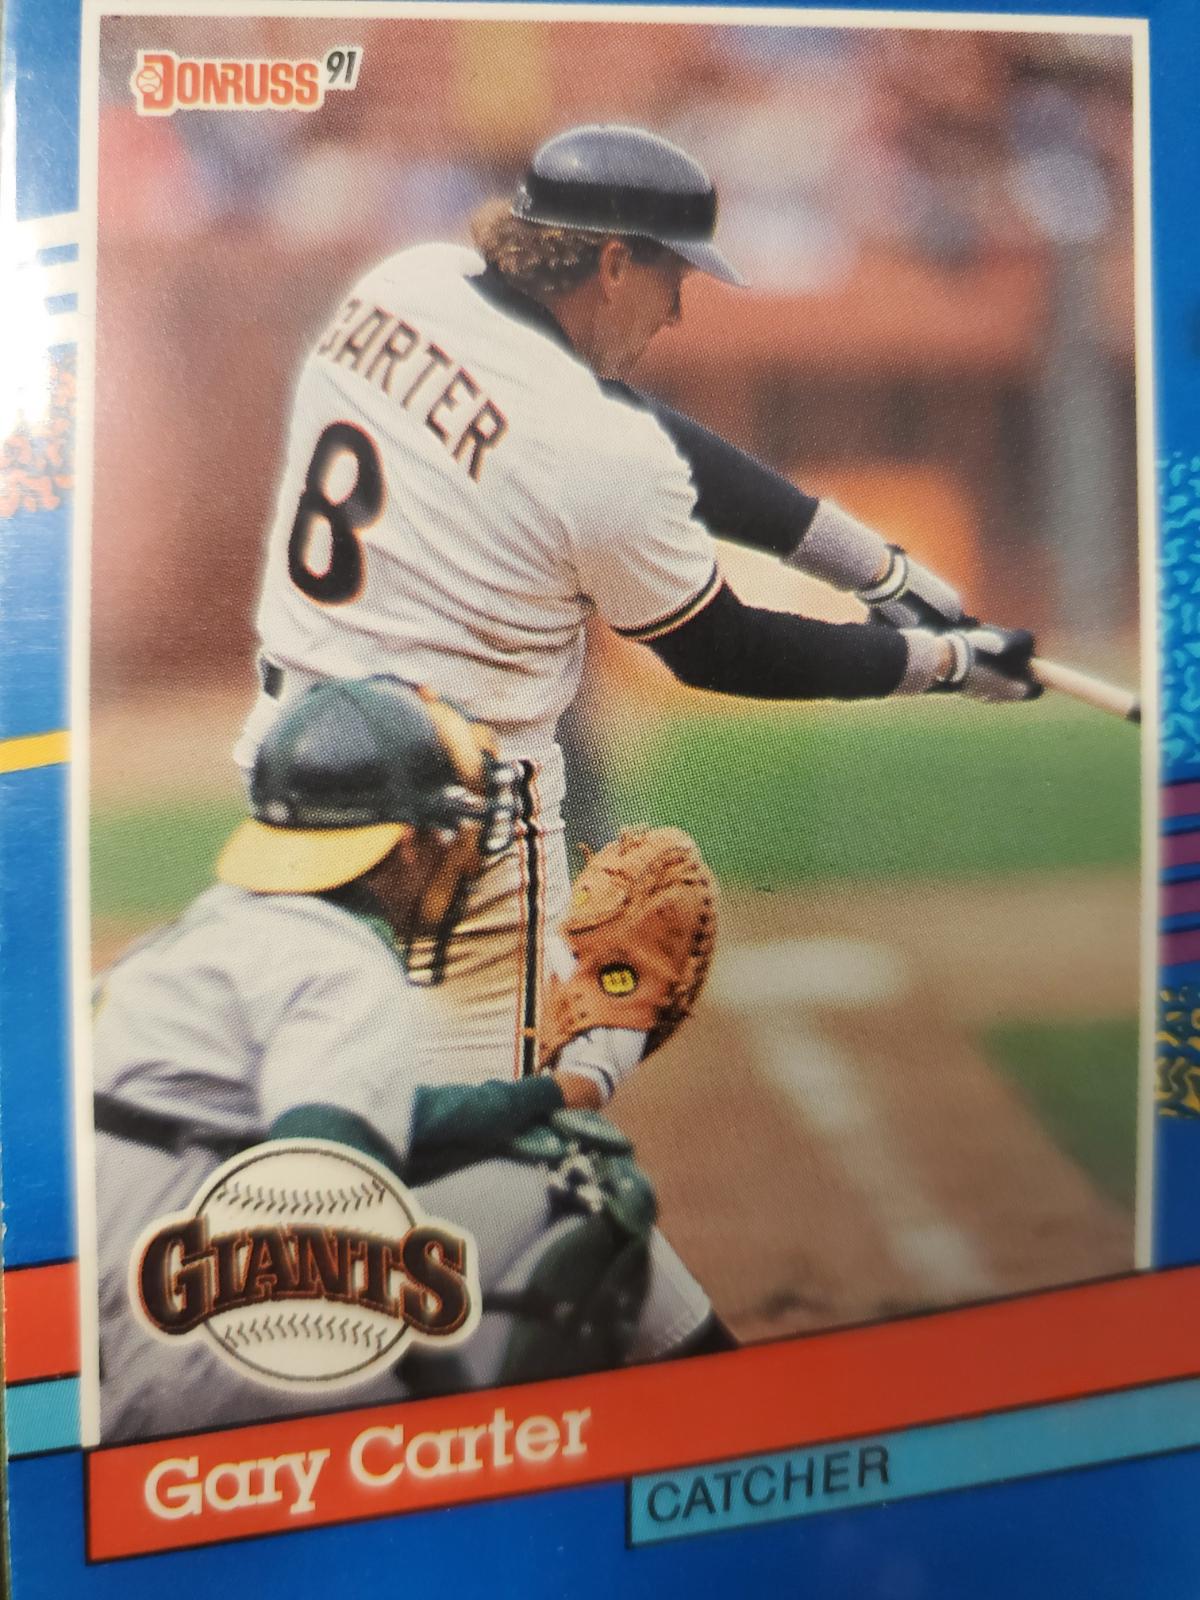 DONRUSS 91
CARTER
8
GIANTS
Gary Carter
CATCHER